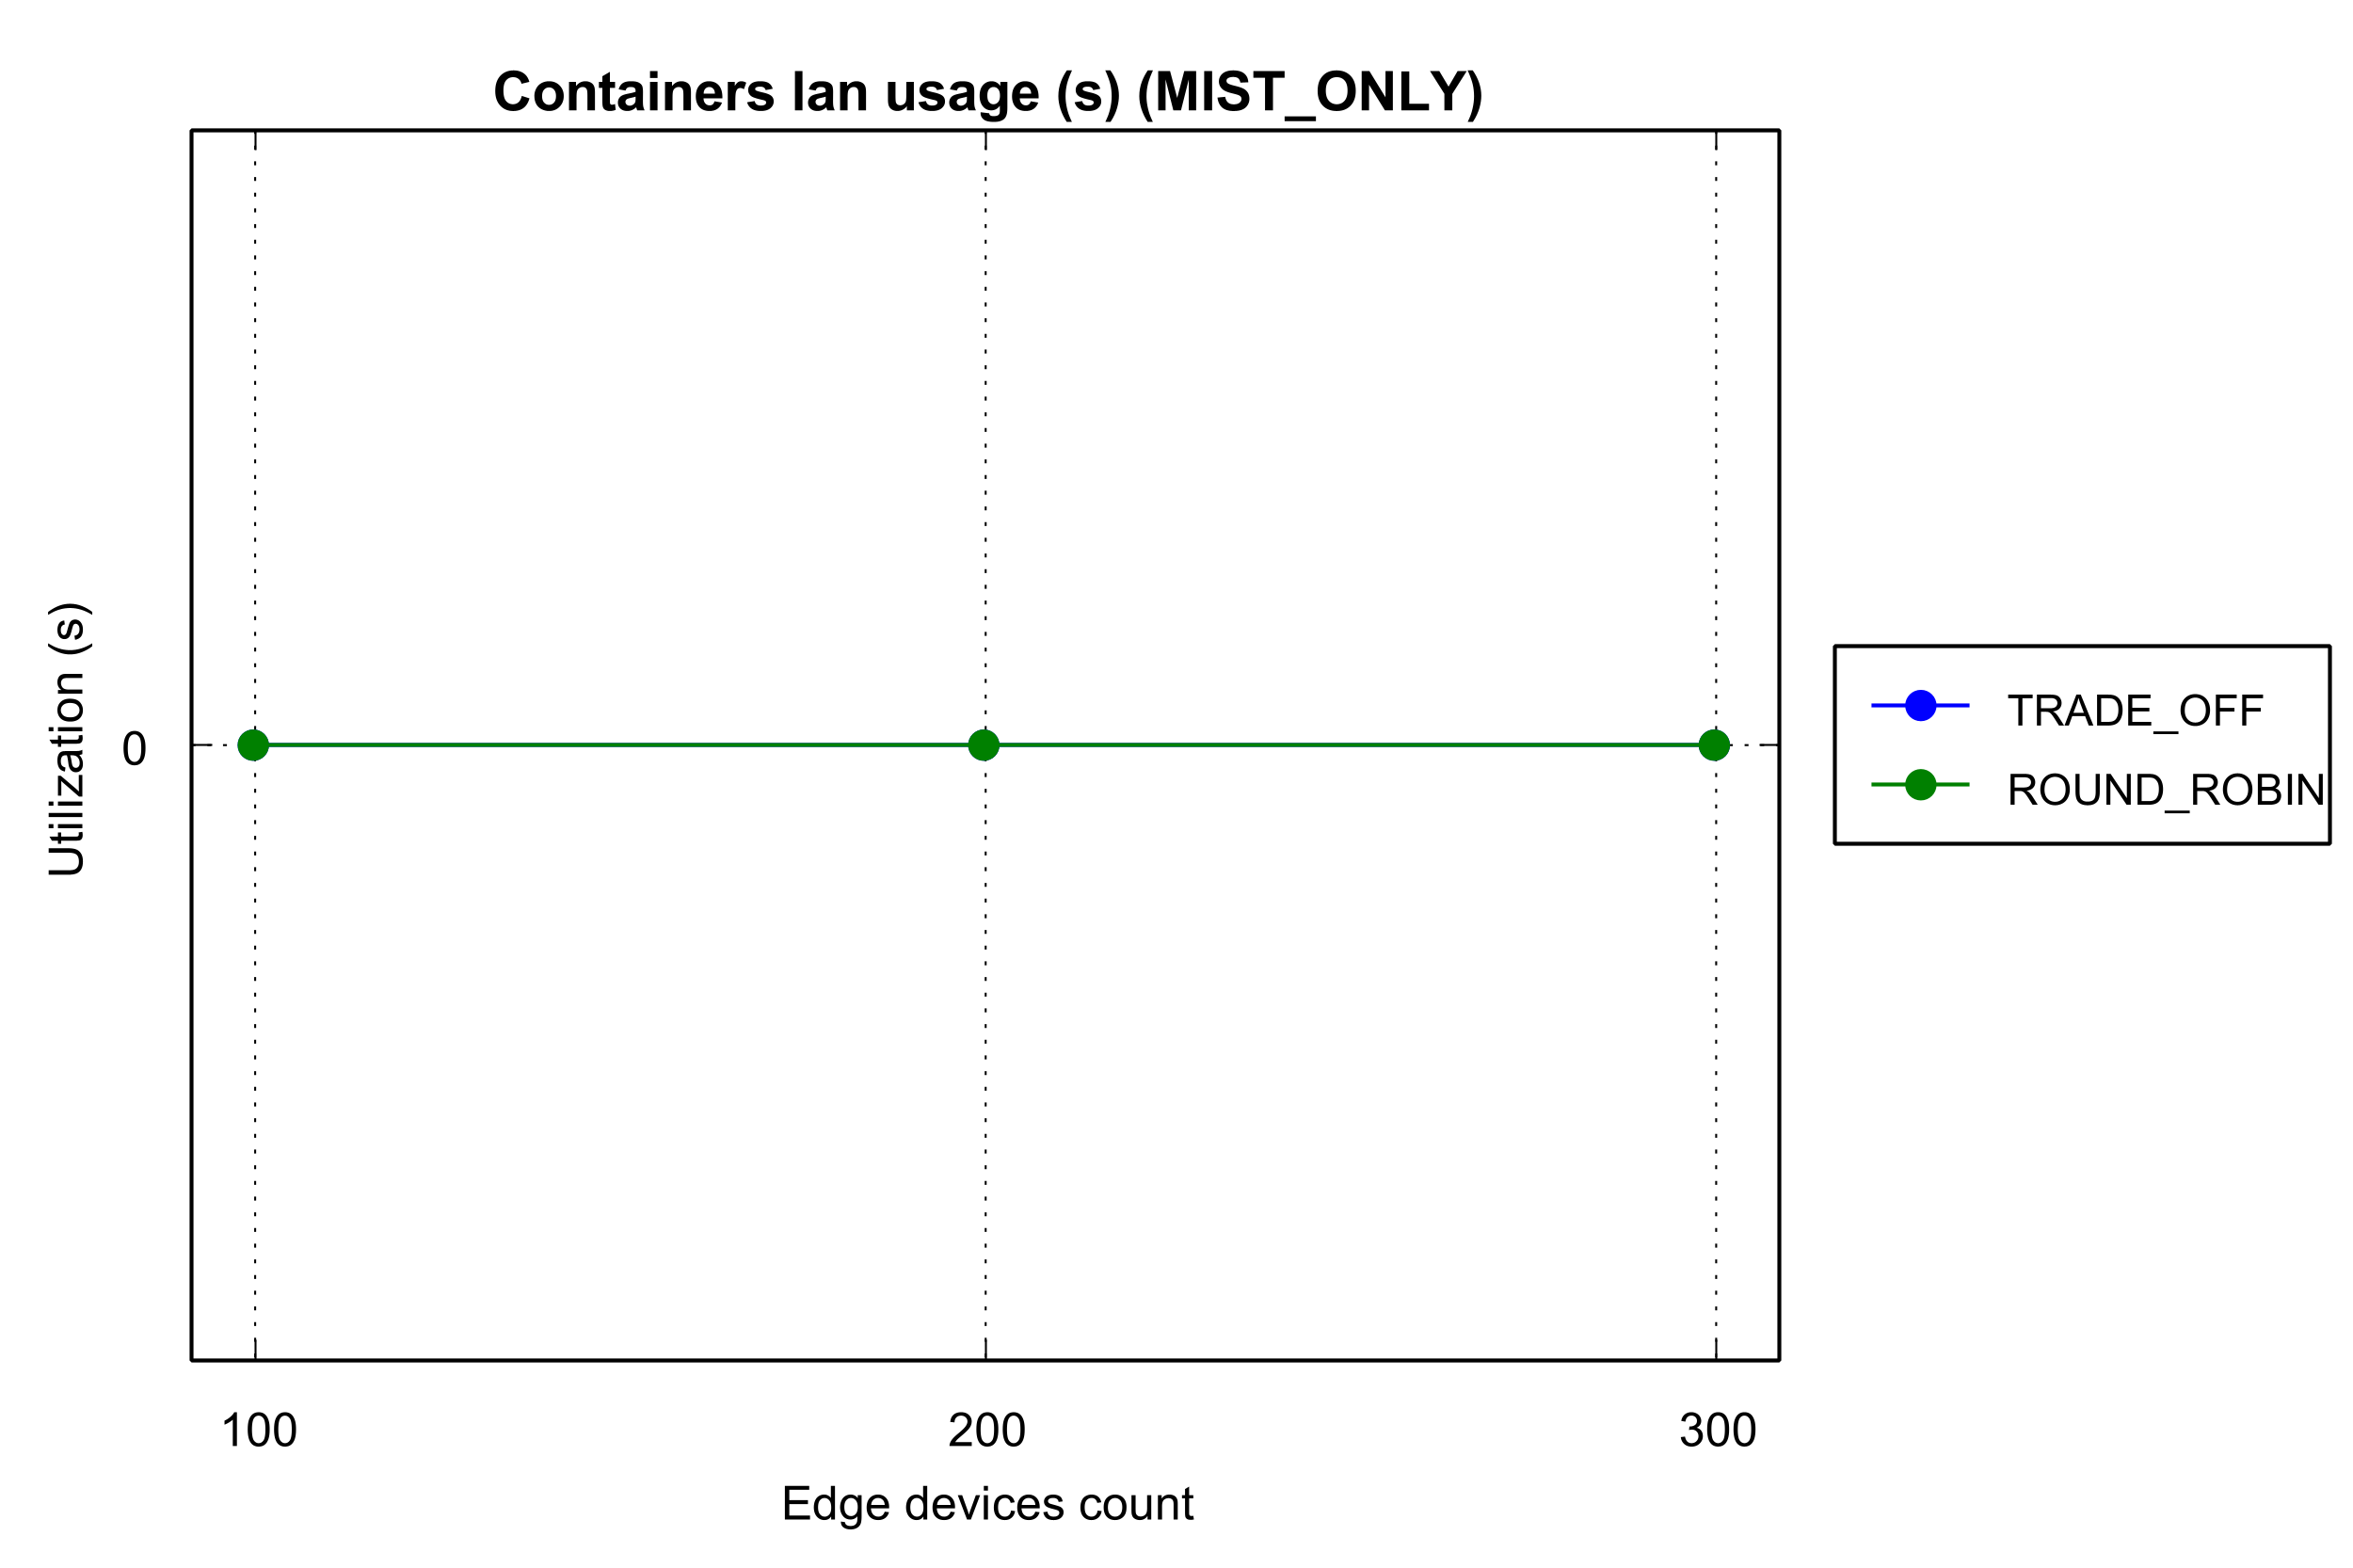 Containers lan usage (s) (MIST_ONLY)
Utilization (s)
0
TRADE_OFF
ROUND_ROBIN
100
200
300
Edge devices count